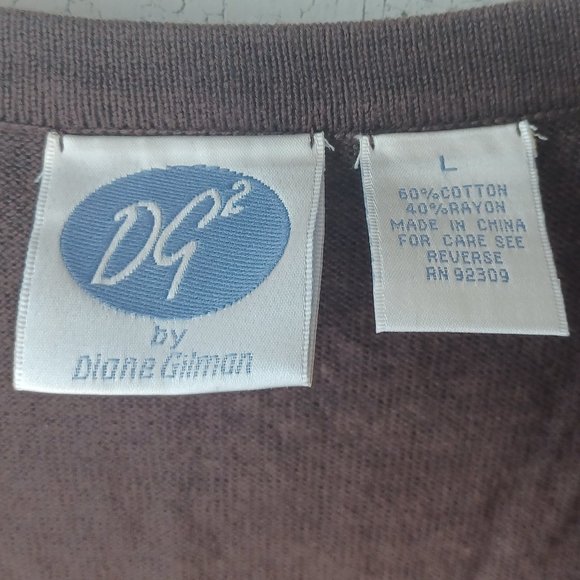 DG²
by
Diane Gilman
L
60%COTTON
40%RAYON
MADE IN CHINA
FOR CARE SEE
REVERSE
RN 92309